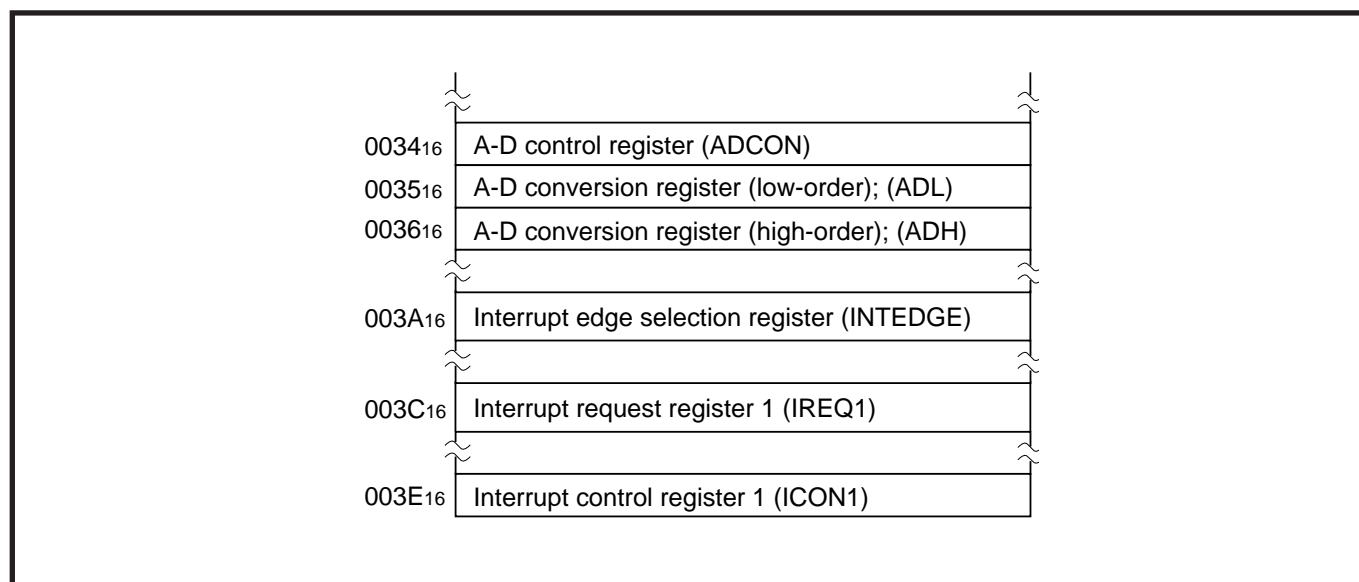 0034₁₆ A-D control register (ADCON)
0035₁₆ A-D conversion register (low-order); (ADL)
0036₁₆ A-D conversion register (high-order); (ADH)
003A₁₆ Interrupt edge selection register (INTEDGE)
003C₁₆ Interrupt request register 1 (IREQ1)
003E₁₆ Interrupt control register 1 (ICON1)